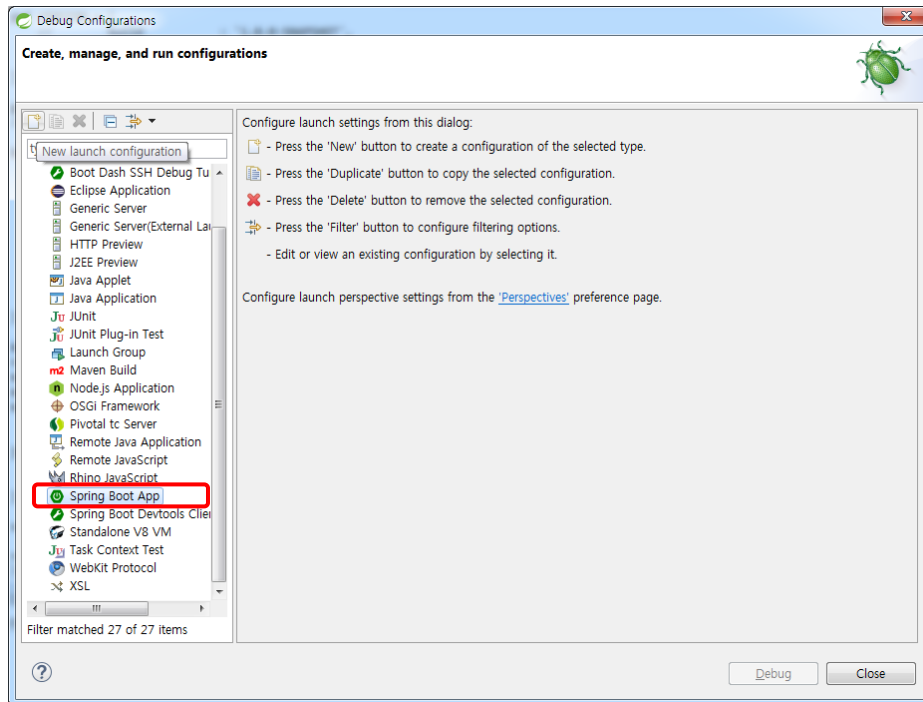 Debug Configurations
Create, manage, and run configurations
New launch configuration
Boot Dash SSH Debug Tu
Eclipse Application
Generic Server
Generic Server(External Lau
HTTP Preview
J2EE Preview
Java Applet
Java Application
JUnit
JUnit Plug-in Test
Launch Group
Maven Build
Node.js Application
OSGi Framework
Pivotal tc Server
Remote Java Application
Remote JavaScript
Rhino JavaScript
Spring Boot App
Spring Boot Devtools Clien
Standalone V8 VM
Task Context Test
WebKit Protocol
XSL
Filter matched 27 of 27 items
Configure launch settings from this dialog:
- Press the 'New' button to create a configuration of the selected type.
- Press the 'Duplicate' button to copy the selected configuration.
- Press the 'Delete' button to remove the selected configuration.
- Press the 'Filter' button to configure filtering options.
- Edit or view an existing configuration by selecting it.
Configure launch perspective settings from the 'Perspectives' preference page.
Debug
Close